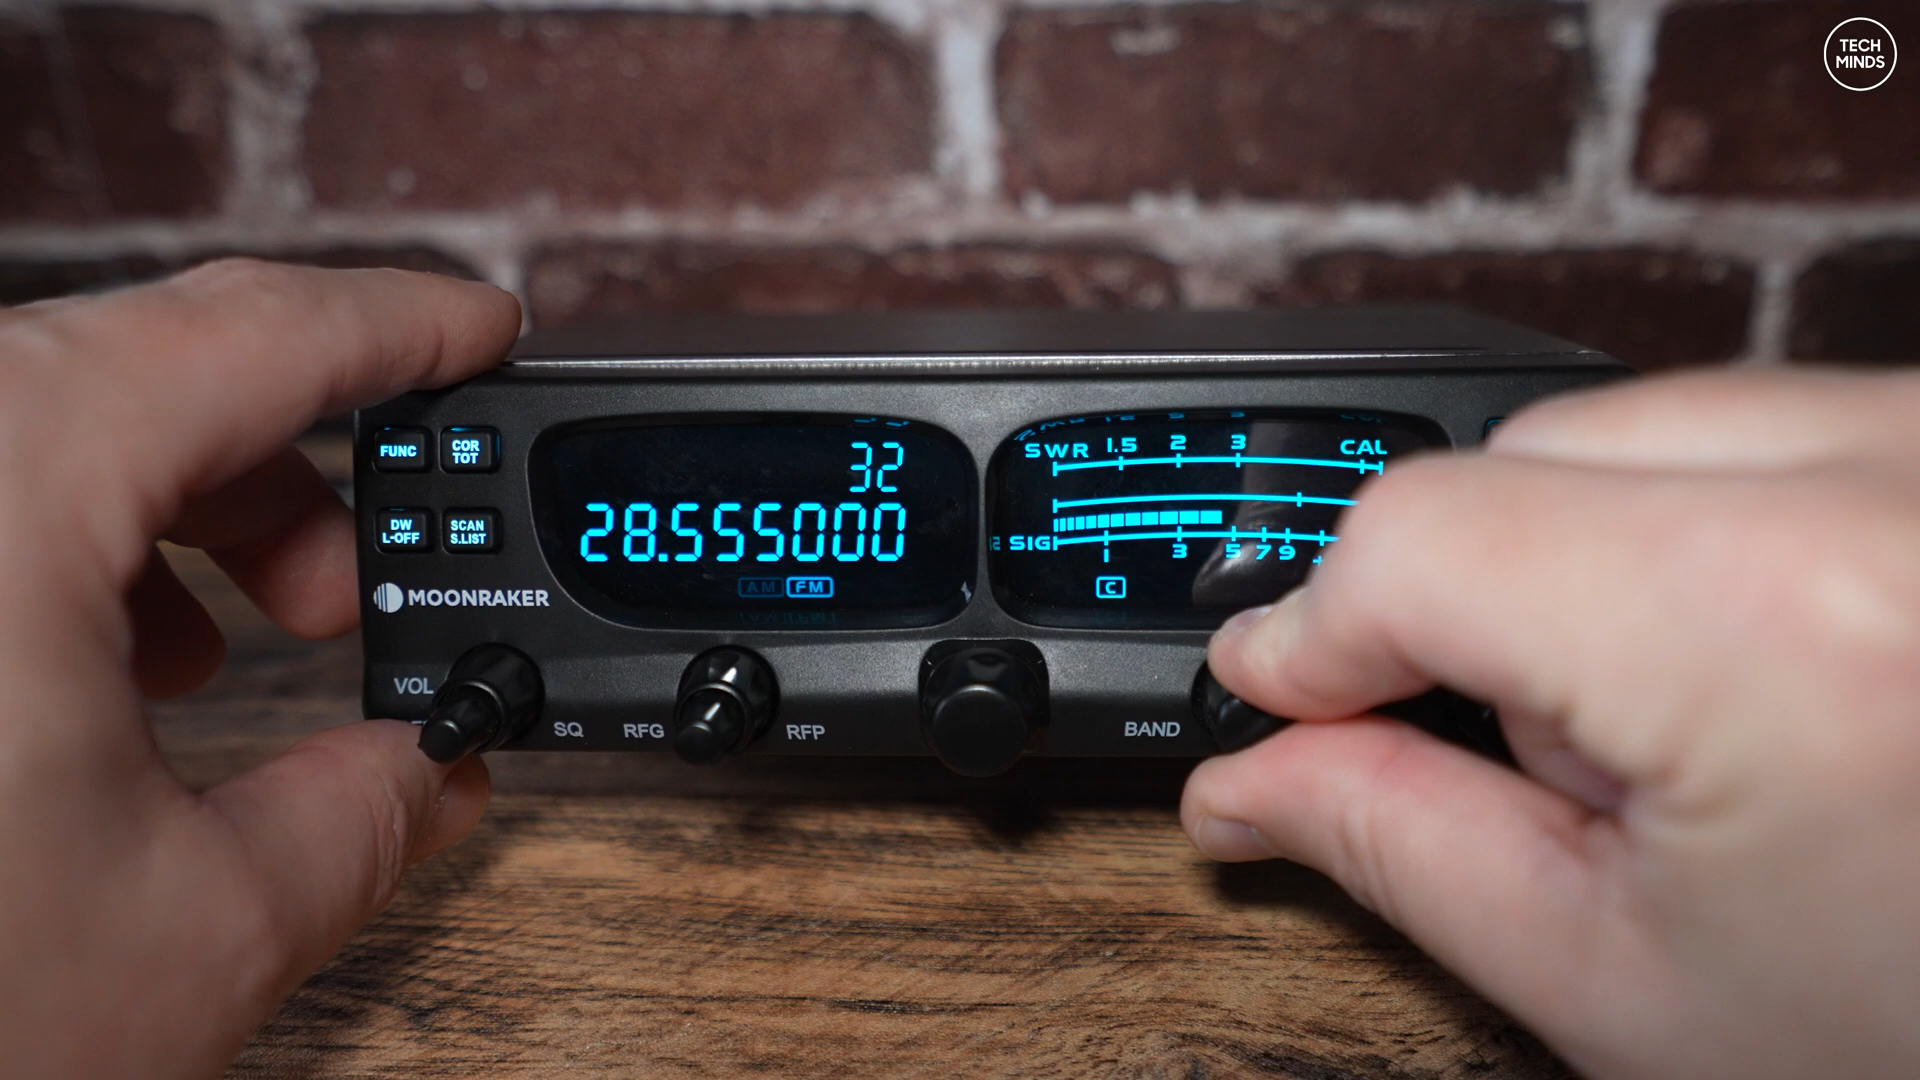 TECH
MINDS
FUNC
COR
TOT
DW
L-OFF
SCAN
S.LIST
MOONRAKER
32
28.555000
AM FM
SWR 1.5 2 3 CAL
SIG 3 5 7 9
C
VOL
SQ
RFG
RFP
BAND